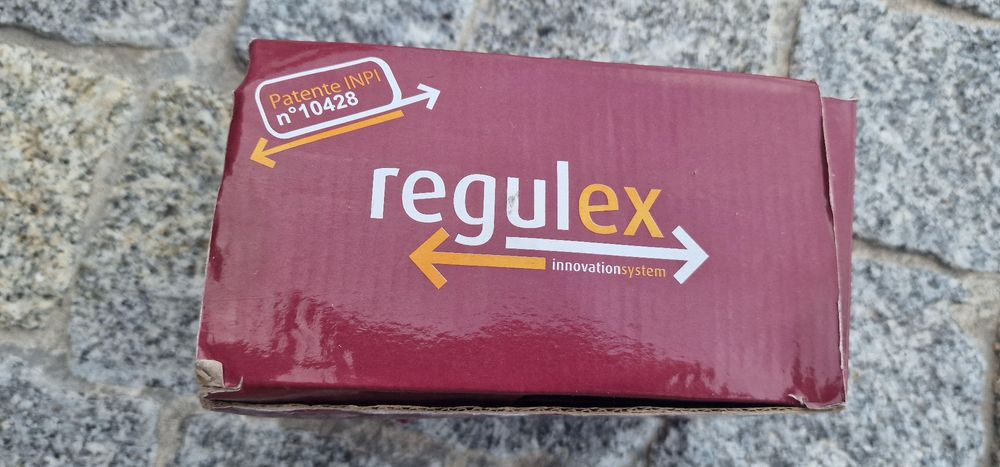 Patente INPI
n°10428
regulex
innovationsystem